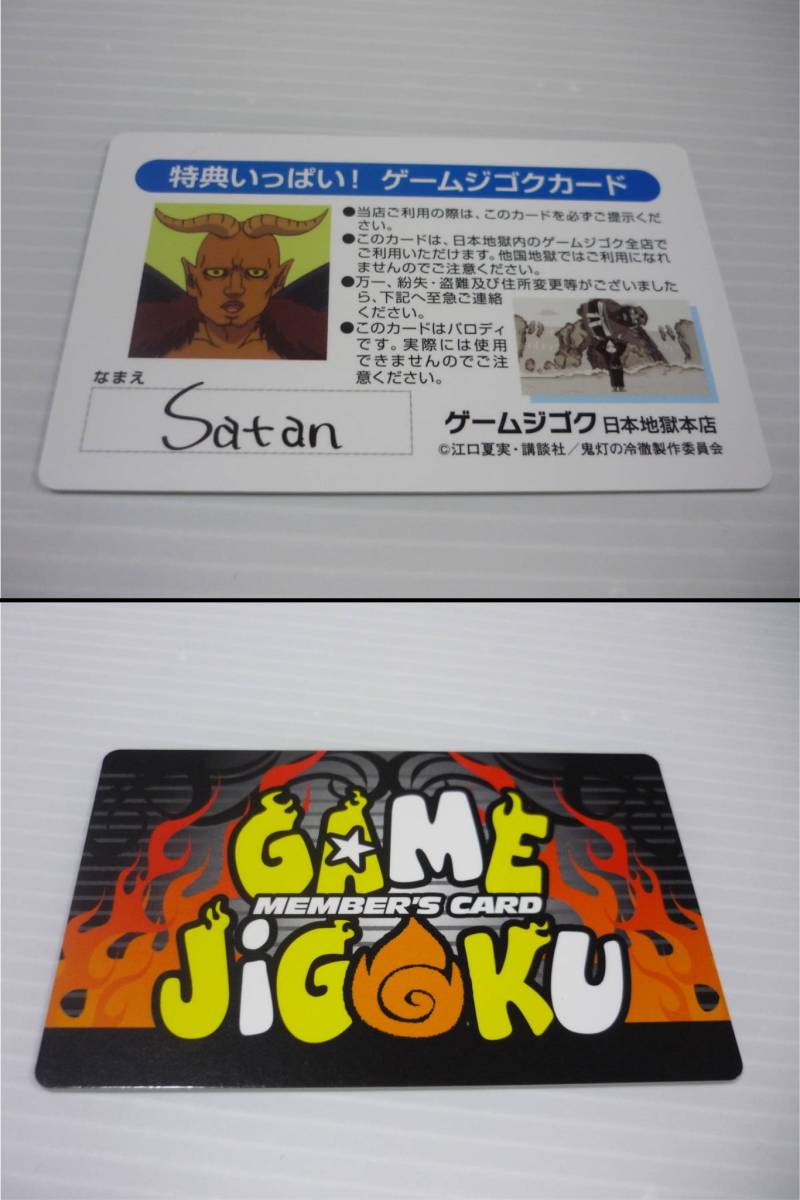 特典いっぱい! ゲームジゴクカード
●当店ご利用の際は、このカードを必ずご提示くだ
さい。
●このカードは、日本地獄内のゲームジゴク全店で
ご利用いただけます。他国地獄ではご利用になれ
ませんのでご注意ください。
●万一、紛失・盗難及び住所変更等がございました
ら、下記へ至急ご連絡
ください。
●このカードはパロディ
です。実際には使用
できませんのでご注
意ください。
なまえ
Satan
ゲームジゴク 日本地獄本店
©江口夏実・講談社/鬼灯の冷徹製作委員会
GAME
MEMBER'S CARD
JiGOKU